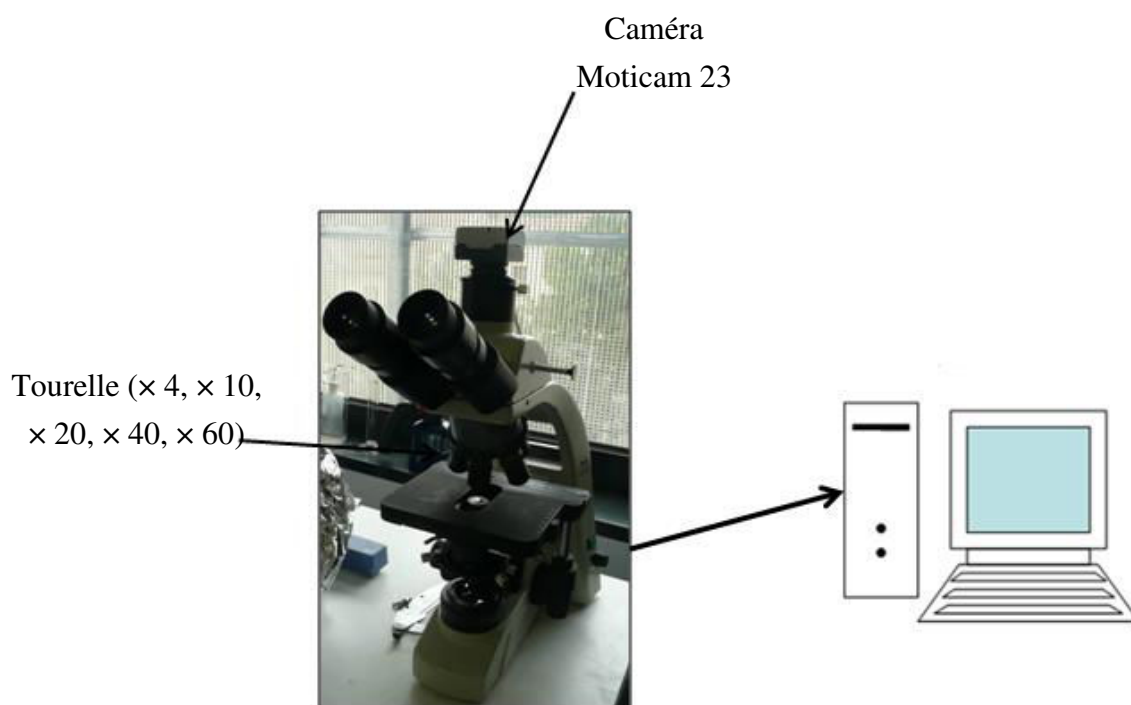 Caméra
Moticam 23
Tourelle (× 4, × 10,
× 20, × 40, × 60)